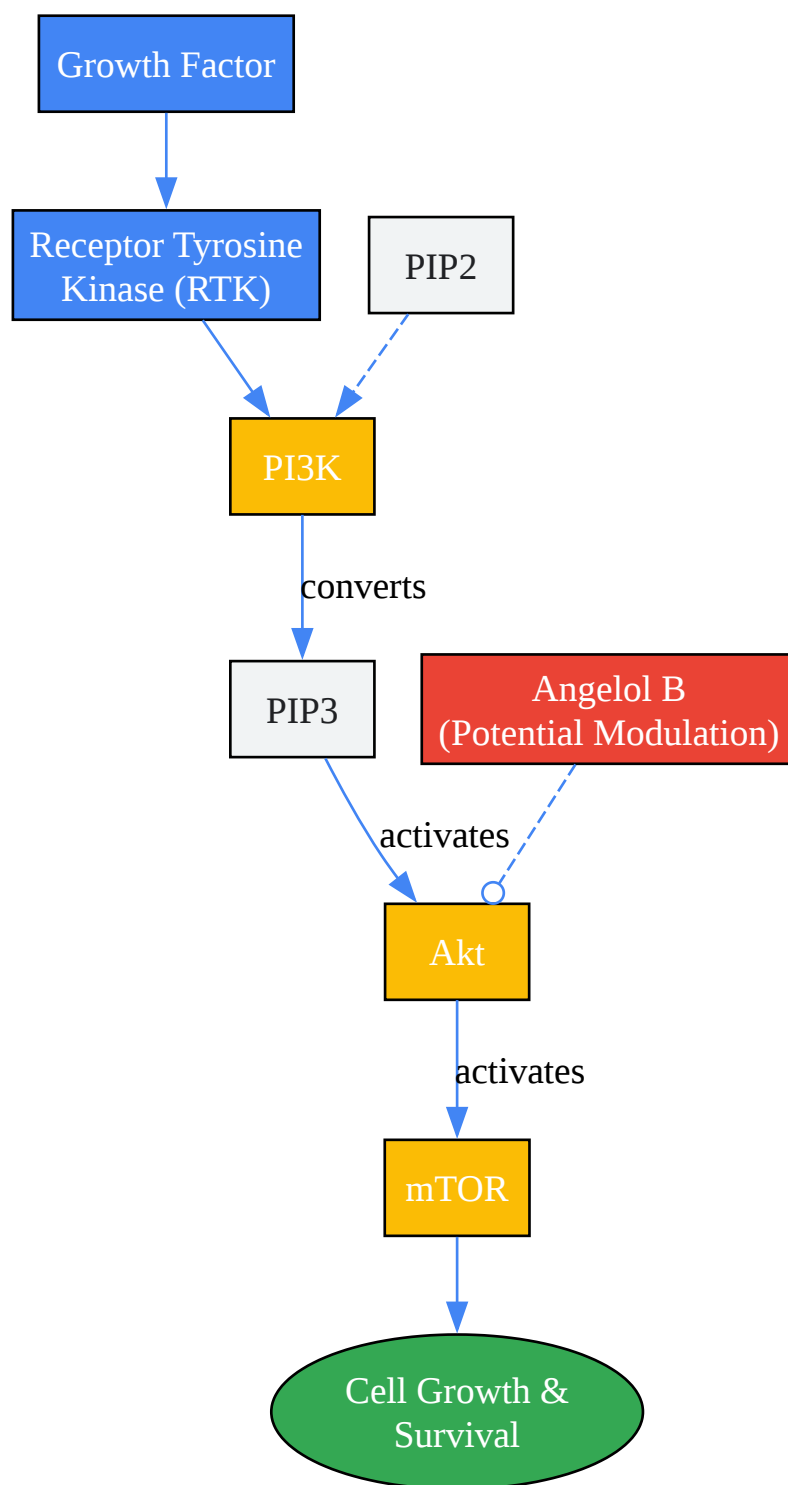 Growth Factor
Receptor Tyrosine
Kinase (RTK)
PIP2
PI3K
converts
PIP3
Angelol B
(Potential Modulation)
activates
Akt
activates
mTOR
Cell Growth &
Survival